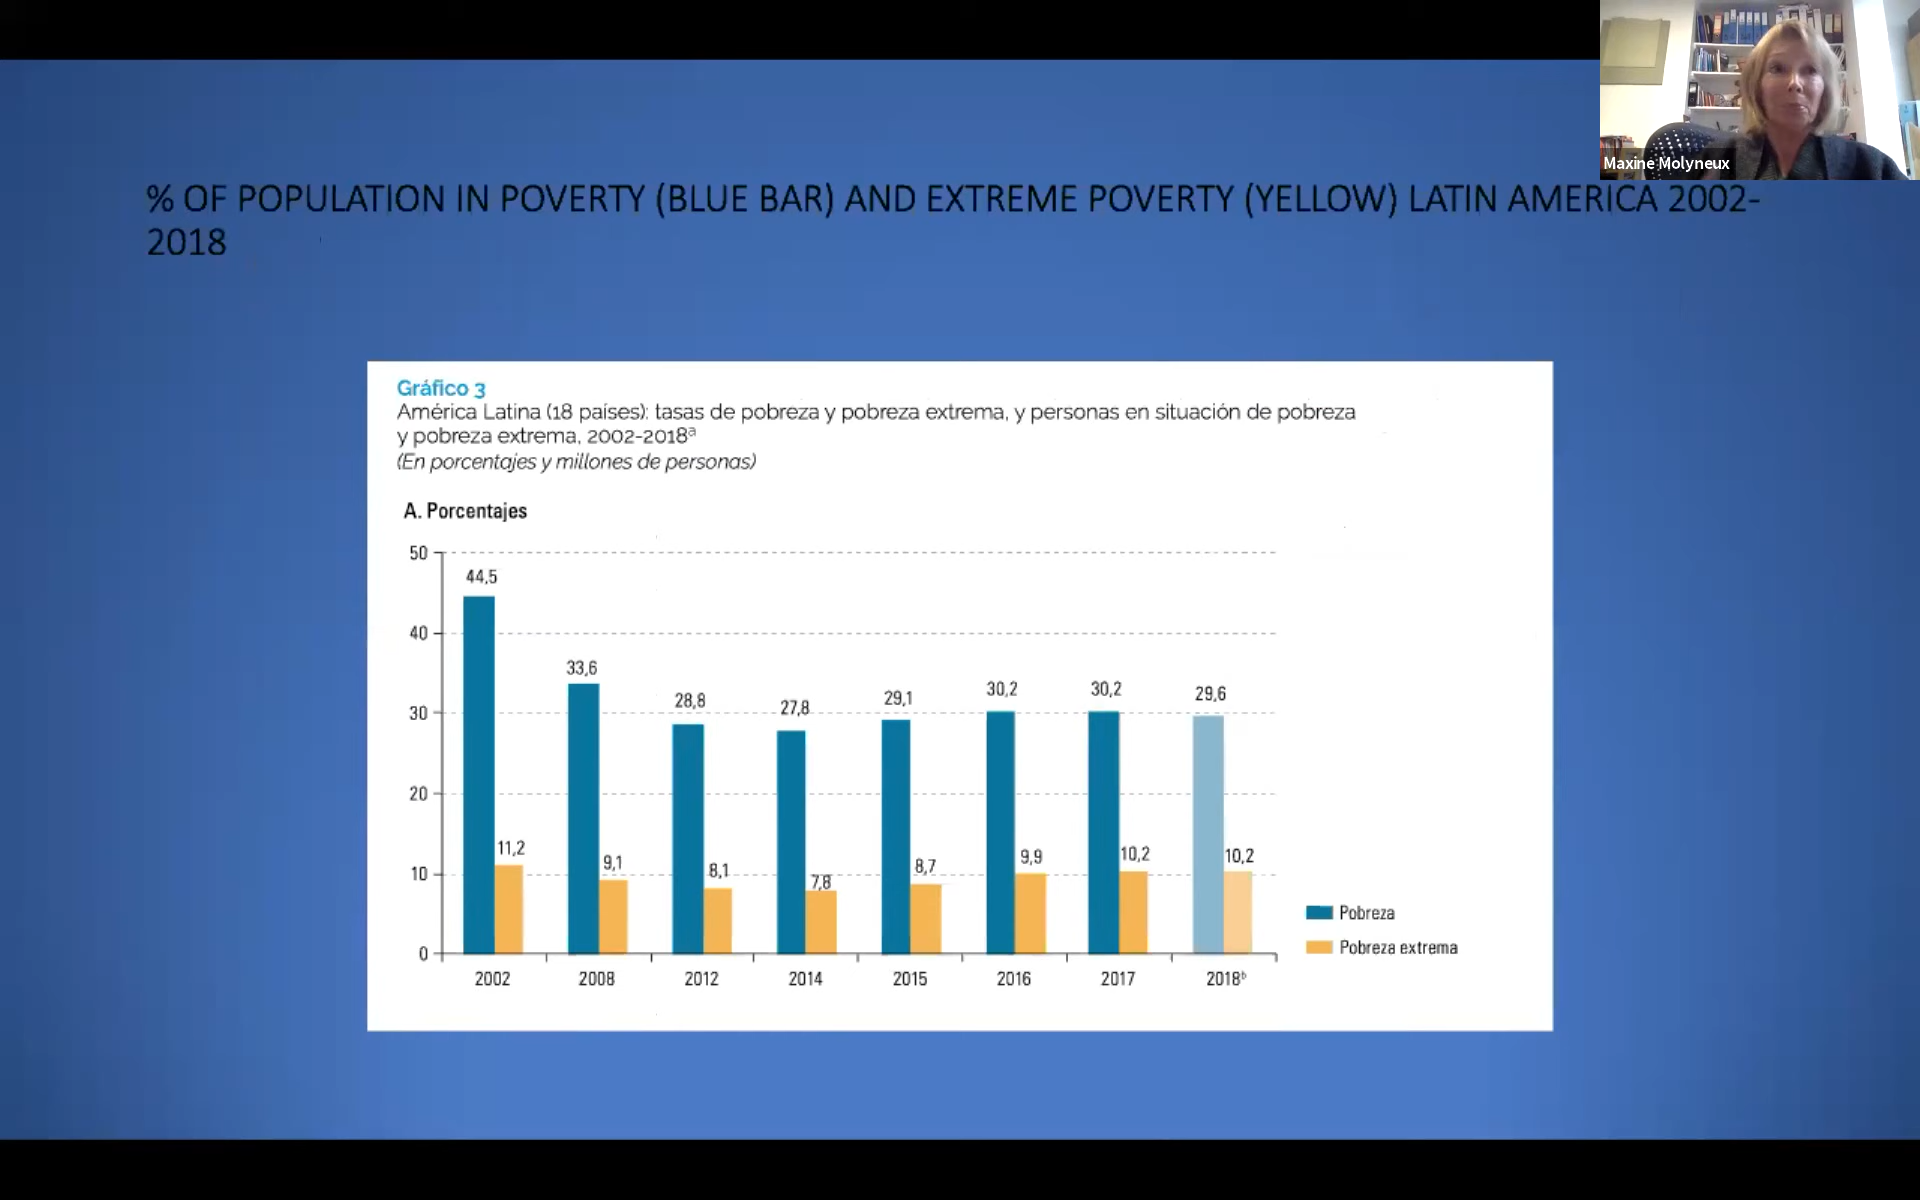 Maxine Molyneux
% OF POPULATION IN POVERTY (BLUE BAR) AND EXTREME POVERTY (YELLOW) LATIN AMERICA 2002-
2018
Gráfico 3
América Latina (18 países): tasas de pobreza y pobreza extrema, y personas en situación de pobreza
y pobreza extrema, 2002-2018ª
(En porcentajes y millones de personas)
A. Porcentajes
50
40
30
20
10
0
44,5
11,2
33,6
9,1
28,8
8,1
27,8
7,8
29,1
8,7
30,2
9,9
30,2
10,2
29,6
10,2
2002 2008 2012 2014 2015 2016 2017 2018ᵇ
Pobreza
Pobreza extrema